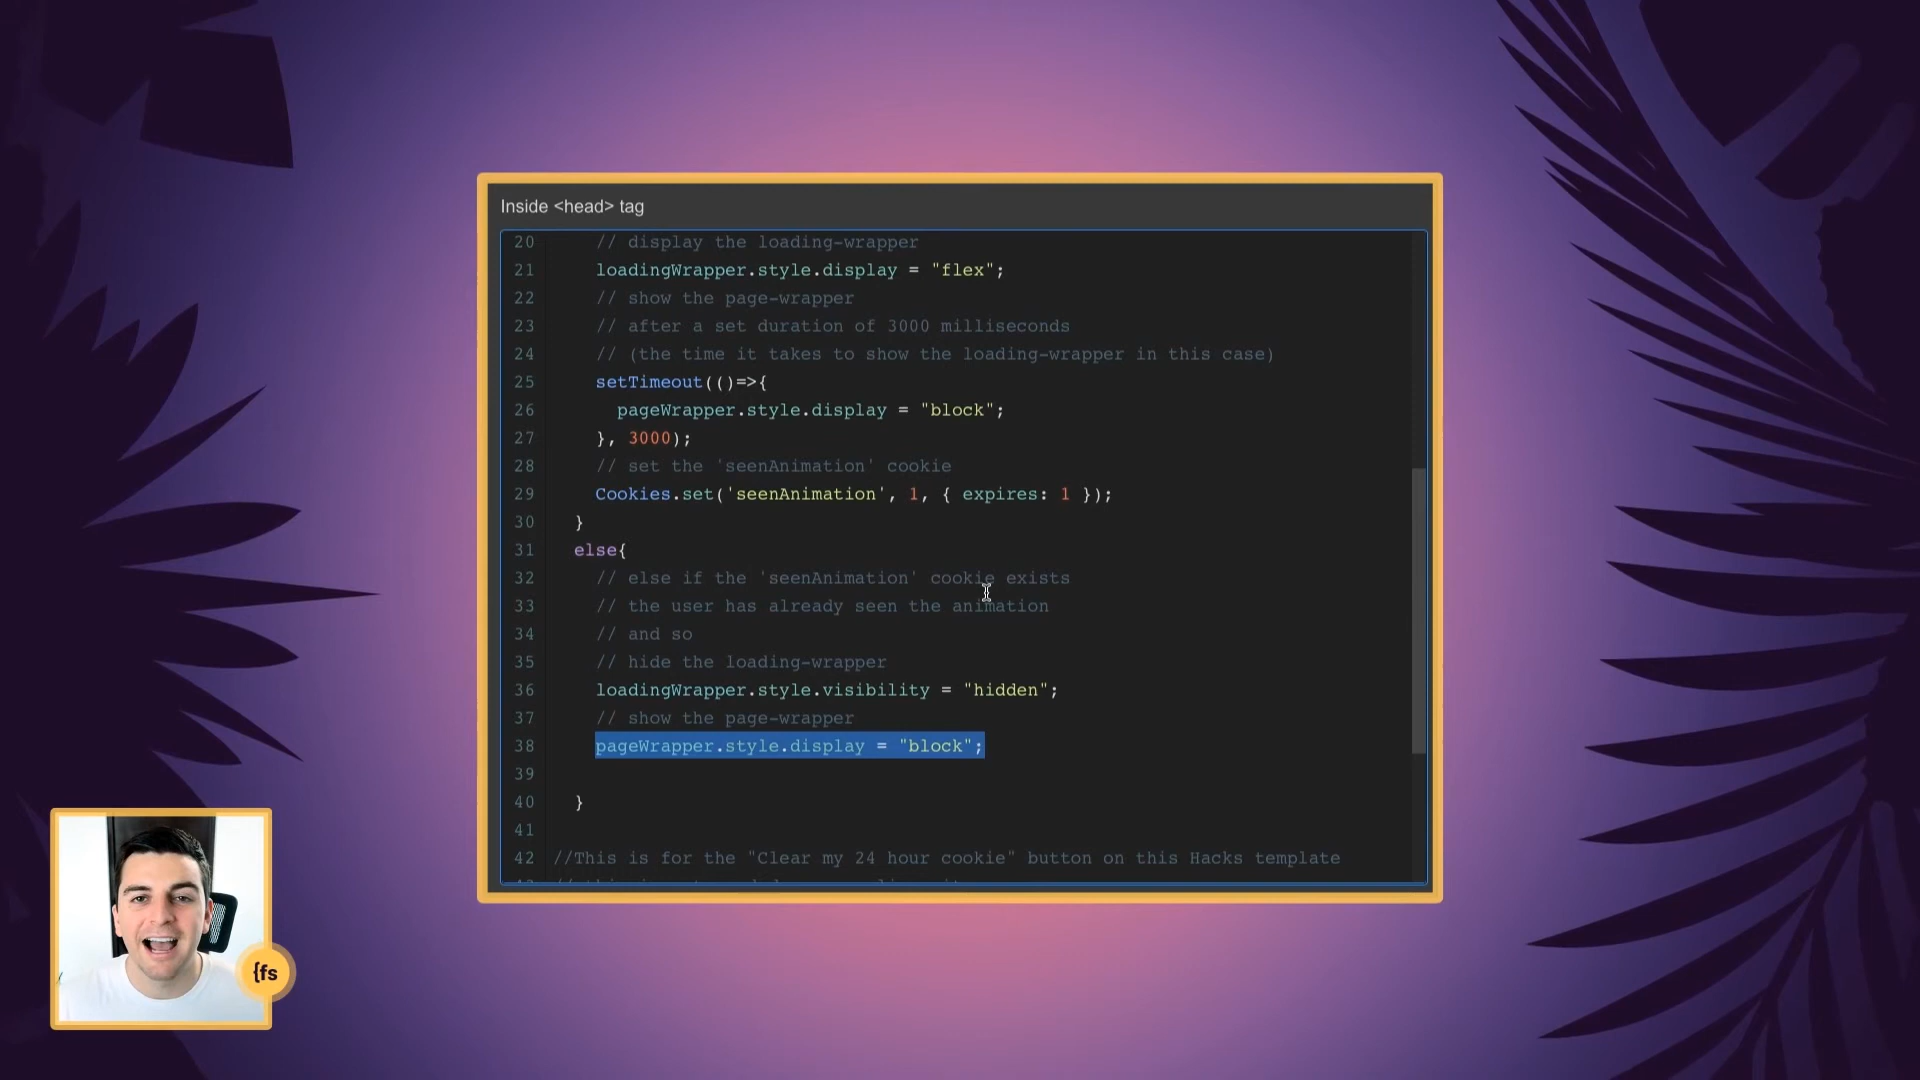 Inside <head> tag
20 // display the loading-wrapper
21 loadingWrapper.style.display = "flex";
22 // show the page-wrapper
23 // after a set duration of 3000 milliseconds
24 // (the time it takes to show the loading-wrapper in this case)
25 setTimeout(()=>{
26 pageWrapper.style.display = "block";
27 }, 3000);
28 // set the 'seenAnimation' cookie
29 Cookies.set('seenAnimation', 1, { expires: 1 });
30 }
31 else{
32 // else if the 'seenAnimation' cookie exists
33 // the user has already seen the animation
34 // and so
35 // hide the loading-wrapper
36 loadingWrapper.style.visibility = "hidden";
37 // show the page-wrapper
38 pageWrapper.style.display = "block";
39
40 }
41
42 //This is for the "Clear my 24 hour cookie" button on this Hacks template
{fs